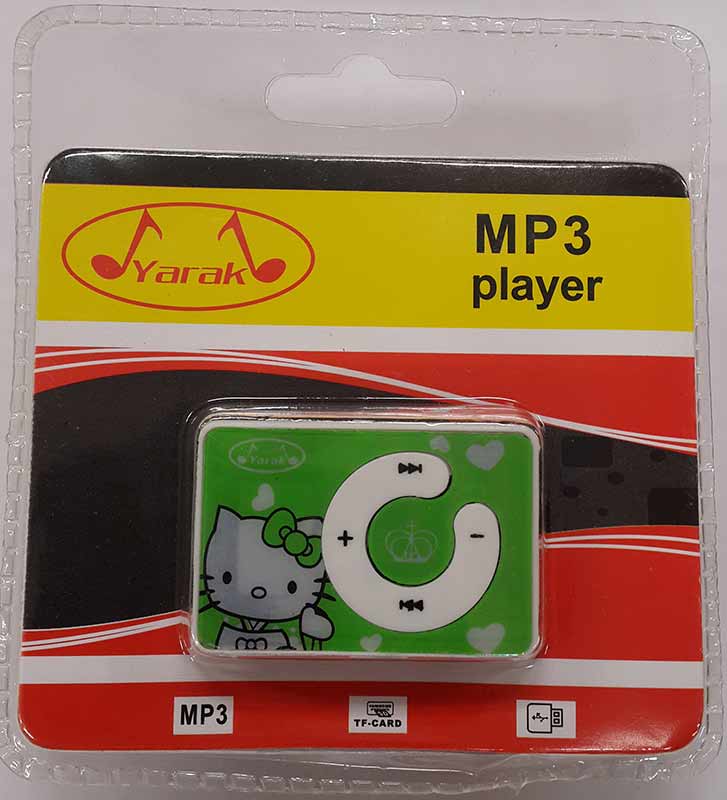 Yarak
MP3
player
Yarak
+
-
MP3
TF-CARD